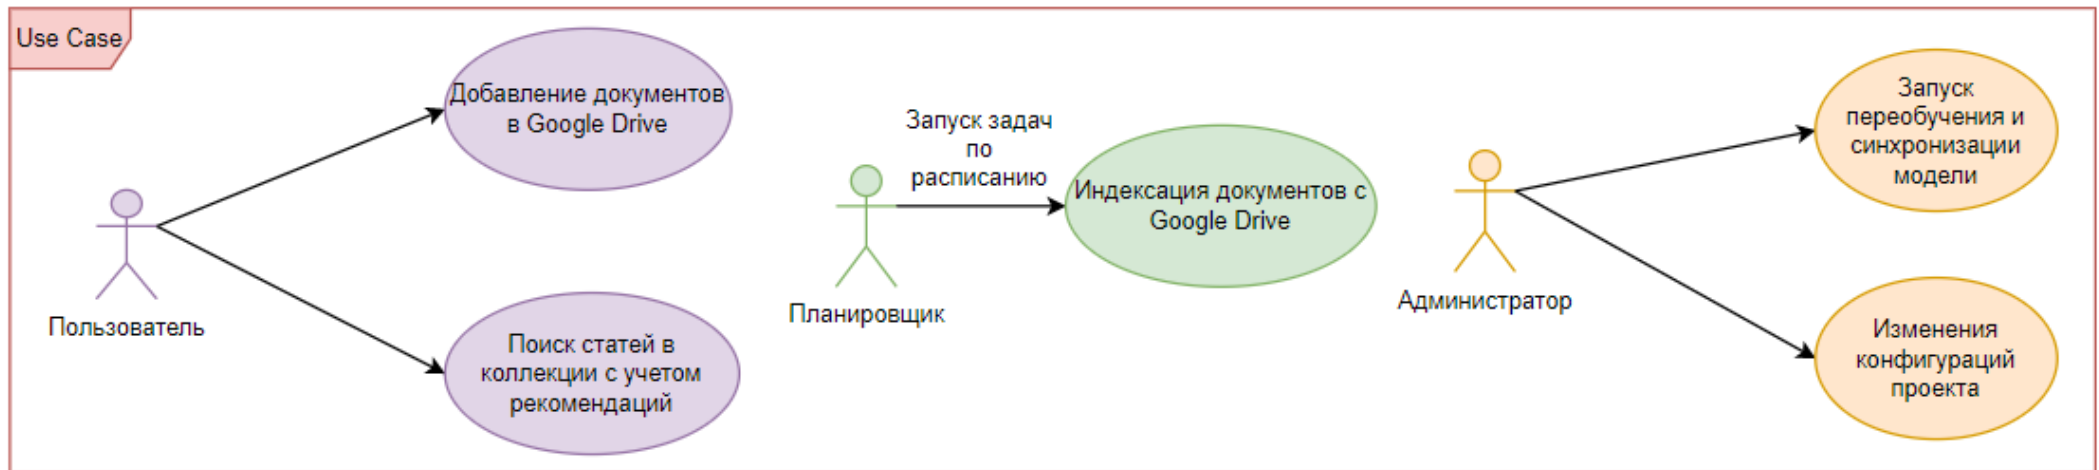 Use Case
Добавление документов
в Google Drive
Пользователь
Поиск статей в
коллекции с учетом
рекомендаций
Запуск задач
по
расписанию
Планировщик
Индексация документов с
Google Drive
Администратор
Запуск
переобучения и
синхронизации
модели
Изменения
конфигураций
проекта